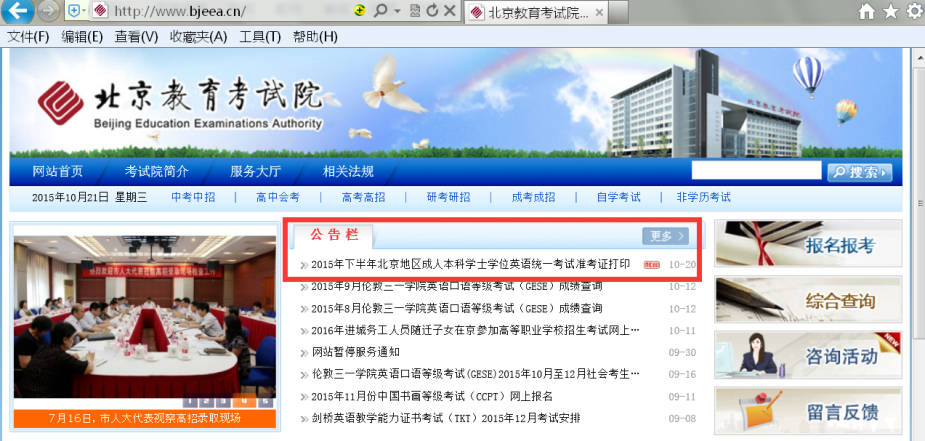 http://www.bjeea.cn/
北京教育考试院...
文件(F) 编辑(E) 查看(V) 收藏夹(A) 工具(T) 帮助(H)
北京教育考试院
Beijing Education Examinations Authority
网站首页 考试院简介 服务大厅 相关法规 搜索
2015年10月21日 星期三 中考中招 | 高中会考 | 高考高招 | 研考研招 | 成考成招 | 自学考试 | 非学历考试
公告栏 更多
2015年下半年北京地区成人本科学士学位英语统一考试准考证打印 NEW 10-20
2015年9月伦敦三一学院英语口语等级考试（GESE）成绩查询 10-12
2015年8月伦敦三一学院英语口语等级考试（GESE）成绩查询 10-12
2016年进城务工人员随迁子女在京参加高等职业学校招生考试网上… 10-11
网站暂停服务通知 09-30
伦敦三一学院英语口语等级考试(GESE)2015年10月至12月社会考生… 09-16
2015年11月份中国书画等级考试（CCPT）网上报名 09-11
剑桥英语教学能力证书考试（TKT）2015年12月考试安排 09-08
1 2 3 4 5
7月16日,市人大代表视察高招录取现场
报名报考
综合查询
咨询活动 NEW
留言反馈